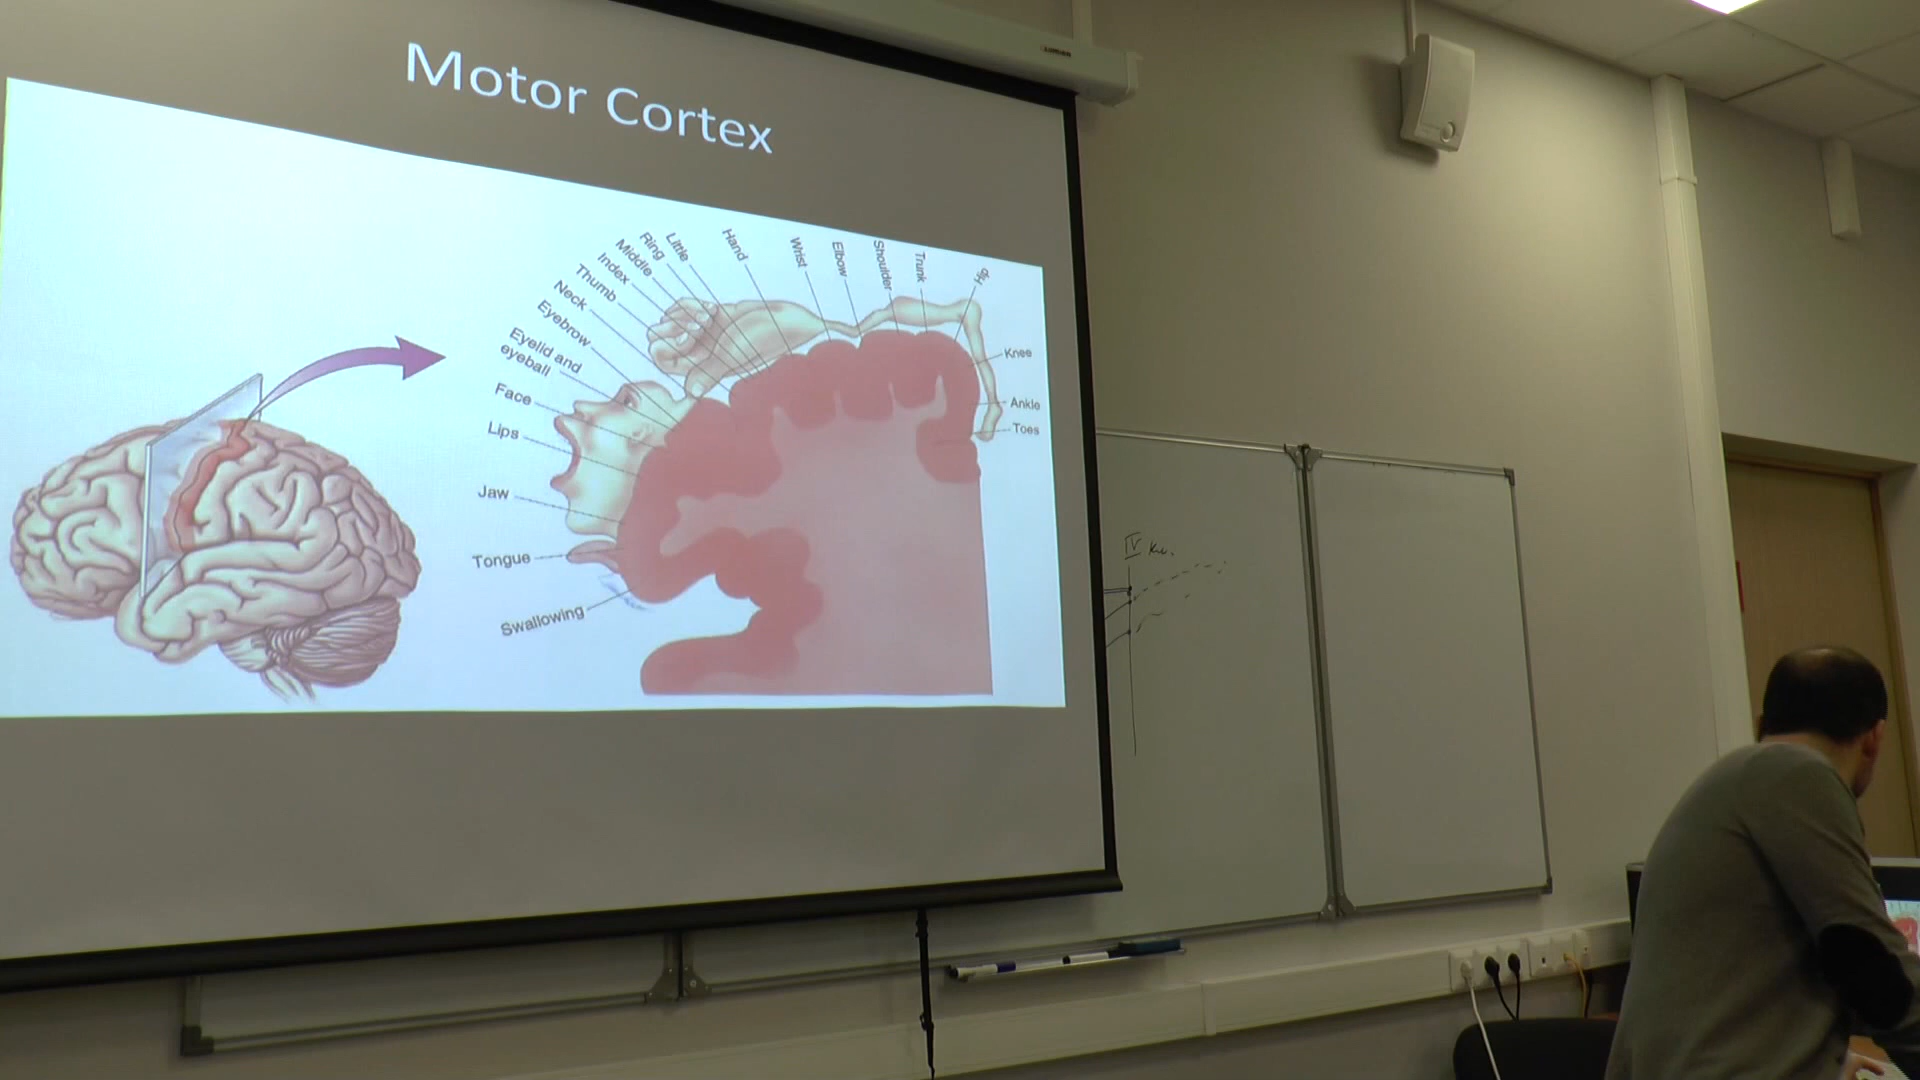 Motor Cortex
Little
Ring
Middle
Index
Thumb
Neck
Eyebrow
Eyelid and
eyeball
Face
Lips
Jaw
Tongue
Swallowing
Hand
Wrist
Elbow
Shoulder
Trunk
Hip
Knee
Ankle
Toes
IV